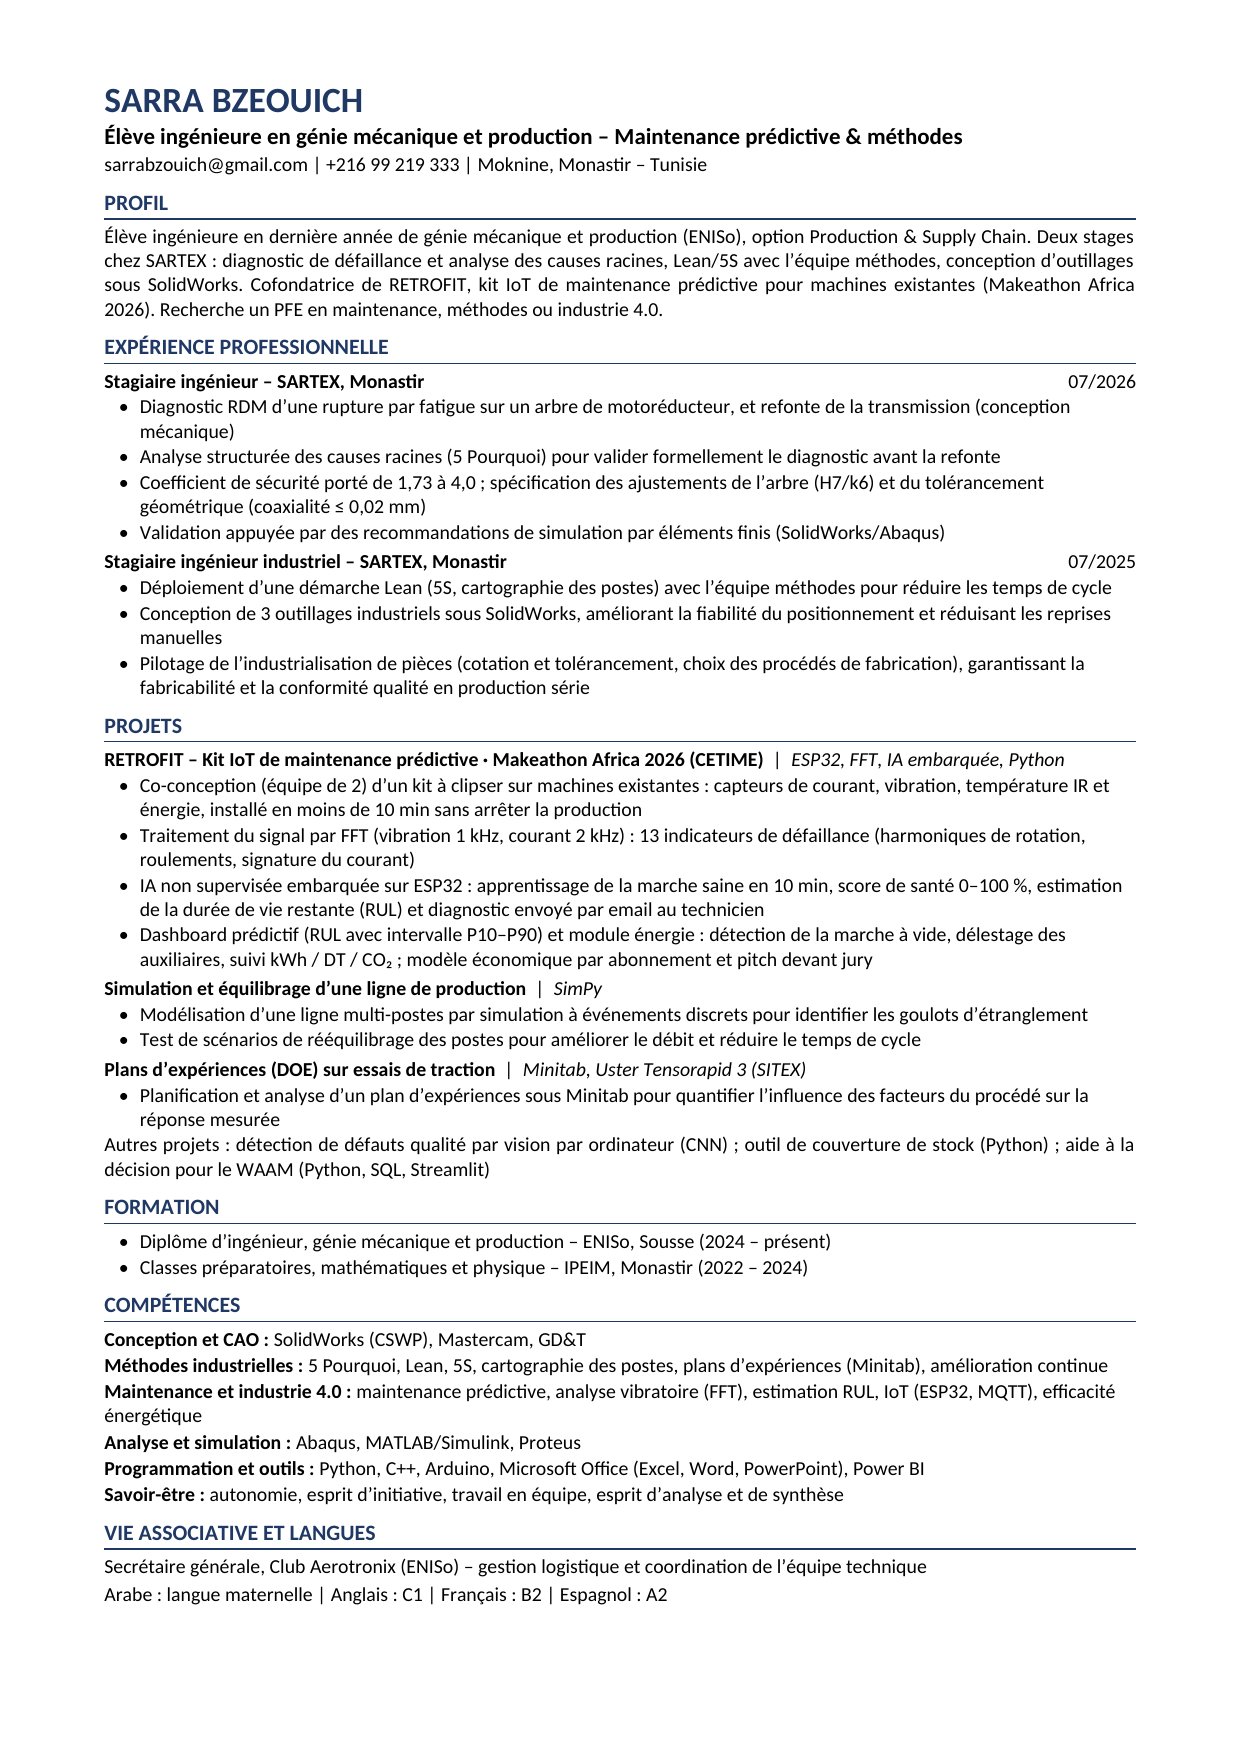 SARRA BZEOUICH
Élève ingénieure en génie mécanique et production – Maintenance prédictive & méthodes
sarrabzouich@gmail.com | +216 99 219 333 | Moknine, Monastir – Tunisie
PROFIL
Élève ingénieure en dernière année de génie mécanique et production (ENISo), option Production & Supply Chain. Deux stages
chez SARTEX : diagnostic de défaillance et analyse des causes racines, Lean/5S avec l’équipe méthodes, conception d’outillages
sous SolidWorks. Cofondatrice de RETROFIT, kit IoT de maintenance prédictive pour machines existantes (Makeathon Africa
2026). Recherche un PFE en maintenance, méthodes ou industrie 4.0.
EXPÉRIENCE PROFESSIONNELLE
Stagiaire ingénieur – SARTEX, Monastir 07/2026
• Diagnostic RDM d’une rupture par fatigue sur un arbre de motoréducteur, et refonte de la transmission (conception
mécanique)
• Analyse structurée des causes racines (5 Pourquoi) pour valider formellement le diagnostic avant la refonte
• Coefficient de sécurité porté de 1,73 à 4,0 ; spécification des ajustements de l’arbre (H7/k6) et du tolérancement
géométrique (coaxialité ≤ 0,02 mm)
• Validation appuyée par des recommandations de simulation par éléments finis (SolidWorks/Abaqus)
Stagiaire ingénieur industriel – SARTEX, Monastir 07/2025
• Déploiement d’une démarche Lean (5S, cartographie des postes) avec l’équipe méthodes pour réduire les temps de cycle
• Conception de 3 outillages industriels sous SolidWorks, améliorant la fiabilité du positionnement et réduisant les reprises
manuelles
• Pilotage de l’industrialisation de pièces (cotation et tolérancement, choix des procédés de fabrication), garantissant la
fabricabilité et la conformité qualité en production série
PROJETS
RETROFIT – Kit IoT de maintenance prédictive · Makeathon Africa 2026 (CETIME) | ESP32, FFT, IA embarquée, Python
• Co-conception (équipe de 2) d’un kit à clipser sur machines existantes : capteurs de courant, vibration, température IR et
énergie, installé en moins de 10 min sans arrêter la production
• Traitement du signal par FFT (vibration 1 kHz, courant 2 kHz) : 13 indicateurs de défaillance (harmoniques de rotation,
roulements, signature du courant)
• IA non supervisée embarquée sur ESP32 : apprentissage de la marche saine en 10 min, score de santé 0–100 %, estimation
de la durée de vie restante (RUL) et diagnostic envoyé par email au technicien
• Dashboard prédictif (RUL avec intervalle P10–P90) et module énergie : détection de la marche à vide, délestage des
auxiliaires, suivi kWh / DT / CO₂ ; modèle économique par abonnement et pitch devant jury
Simulation et équilibrage d’une ligne de production | SimPy
• Modélisation d’une ligne multi-postes par simulation à événements discrets pour identifier les goulots d’étranglement
• Test de scénarios de rééquilibrage des postes pour améliorer le débit et réduire le temps de cycle
Plans d’expériences (DOE) sur essais de traction | Minitab, Uster Tensorapid 3 (SITEX)
• Planification et analyse d’un plan d’expériences sous Minitab pour quantifier l’influence des facteurs du procédé sur la
réponse mesurée
Autres projets : détection de défauts qualité par vision par ordinateur (CNN) ; outil de couverture de stock (Python) ; aide à la
décision pour le WAAM (Python, SQL, Streamlit)
FORMATION
• Diplôme d’ingénieur, génie mécanique et production – ENISo, Sousse (2024 – présent)
• Classes préparatoires, mathématiques et physique – IPEIM, Monastir (2022 – 2024)
COMPÉTENCES
Conception et CAO : SolidWorks (CSWP), Mastercam, GD&T
Méthodes industrielles : 5 Pourquoi, Lean, 5S, cartographie des postes, plans d’expériences (Minitab), amélioration continue
Maintenance et industrie 4.0 : maintenance prédictive, analyse vibratoire (FFT), estimation RUL, IoT (ESP32, MQTT), efficacité
énergétique
Analyse et simulation : Abaqus, MATLAB/Simulink, Proteus
Programmation et outils : Python, C++, Arduino, Microsoft Office (Excel, Word, PowerPoint), Power BI
Savoir-être : autonomie, esprit d’initiative, travail en équipe, esprit d’analyse et de synthèse
VIE ASSOCIATIVE ET LANGUES
Secrétaire générale, Club Aerotronix (ENISo) – gestion logistique et coordination de l’équipe technique
Arabe : langue maternelle | Anglais : C1 | Français : B2 | Espagnol : A2